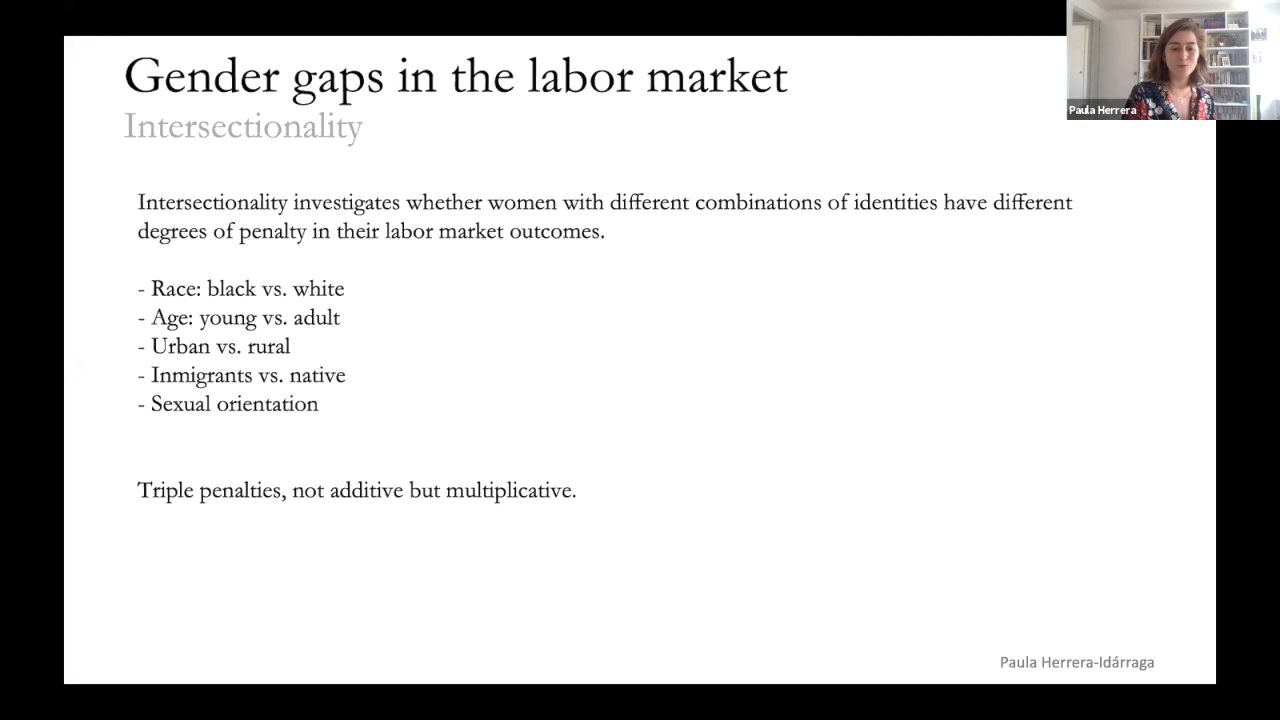 Gender gaps in the labor market
Intersectionality
Paula Herrera
Intersectionality investigates whether women with different combinations of identities have different
degrees of penalty in their labor market outcomes.
- Race: black vs. white
- Age: young vs. adult
- Urban vs. rural
- Inmigrants vs. native
- Sexual orientation
Triple penalties, not additive but multiplicative.
Paula Herrera-Idárraga